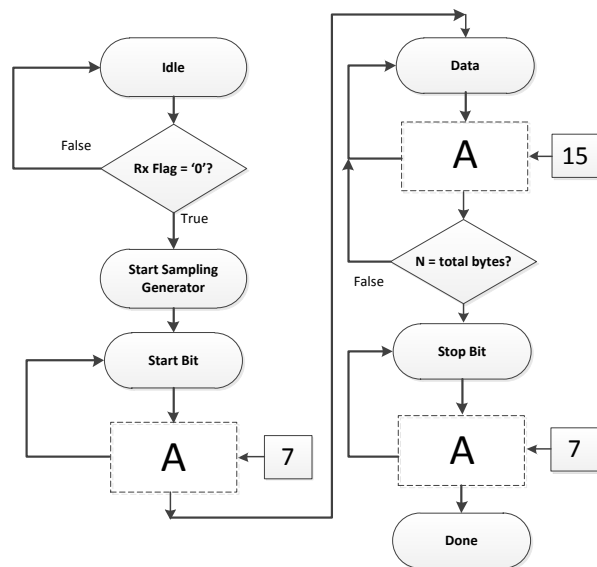 Idle
False
Rx Flag = ‘0’?
True
Start Sampling
Generator
Start Bit
A
7
Data
A
15
N = total bytes?
False
Stop Bit
A
7
Done